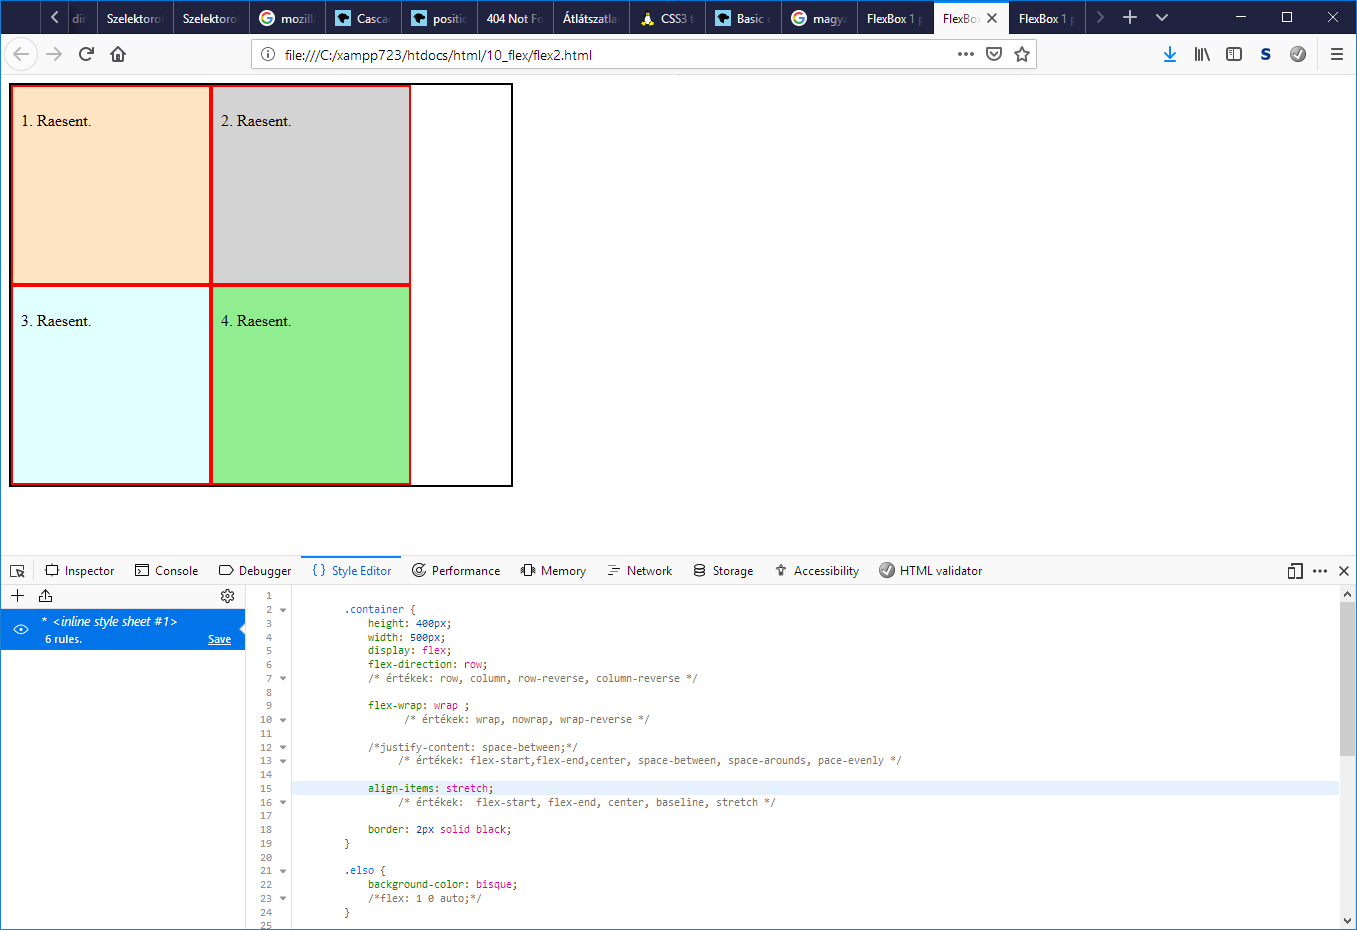 di Szelektoro Szelektoro mozill Cascad positio 404 Not Fo Átlátszatla CSS3 t Basic c magya FlexBox 1 p FlexBox FlexBox 1 p
file:///C:/xampp723/htdocs/html/10_flex/flex2.html
1. Raesent. 2. Raesent.
3. Raesent. 4. Raesent.
Inspector Console Debugger {} Style Editor Performance Memory Network Storage Accessibility HTML validator
* <inline style sheet #1>
6 rules. Save
1
2 .container {
3 height: 400px;
4 width: 500px;
5 display: flex;
6 flex-direction: row;
7 /* értékek: row, column, row-reverse, column-reverse */
8
9 flex-wrap: wrap ;
10 /* értékek: wrap, nowrap, wrap-reverse */
11
12 /*justify-content: space-between;*/
13 /* értékek: flex-start,flex-end,center, space-between, space-arounds, pace-evenly */
14
15 align-items: stretch;
16 /* értékek:  flex-start, flex-end, center, baseline, stretch */
17
18 border: 2px solid black;
19 }
20
21 .elso {
22 background-color: bisque;
23 /*flex: 1 0 auto;*/
24 }
25